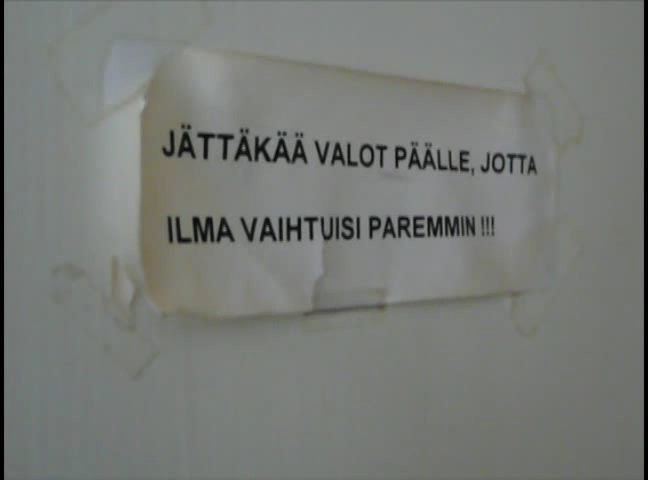 JÄTTÄKÄÄ VALOT PÄÄLLE, JOTTA
ILMA VAIHTUISI PAREMMIN !!!